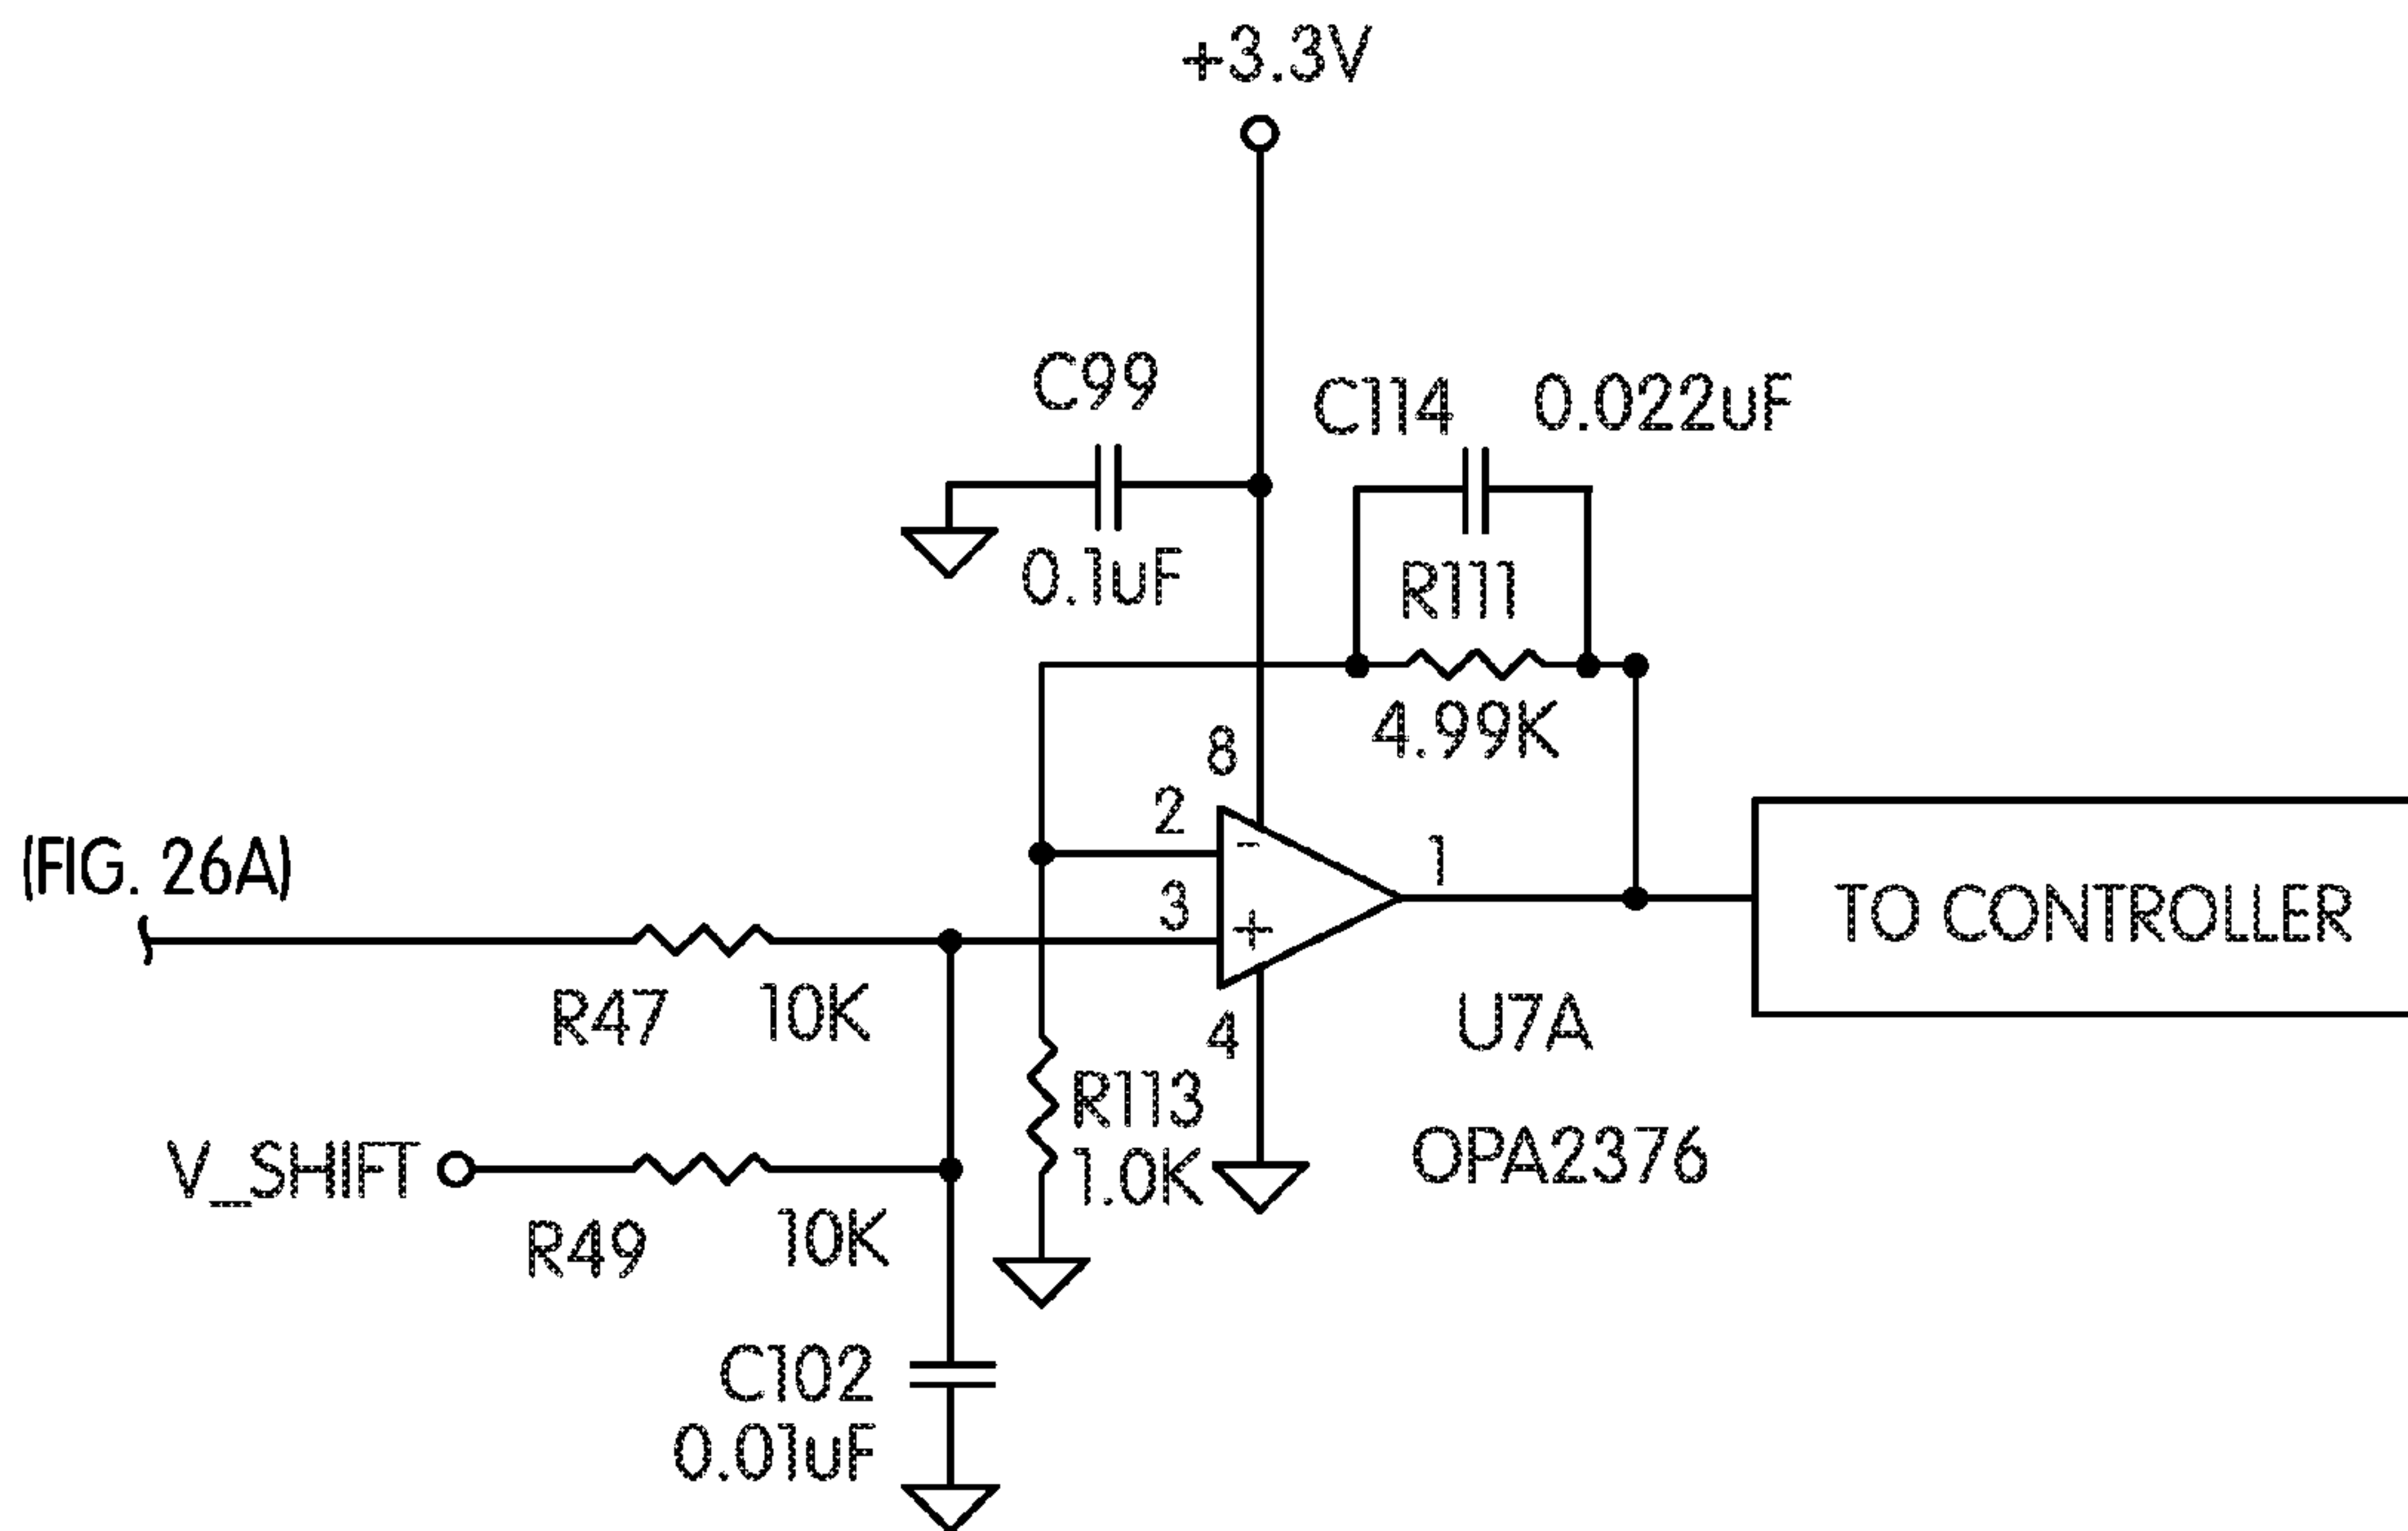 +3.3V
C99
0.1uF
C114 0.022uF
R111
4.99K
8
2
3
1
4
(FIG. 26A)
TO CONTROLLER
R47 10K
U7A
OPA2376
R113
1.0K
V_SHIFT
R49 10K
C102
0.01uF
-
+